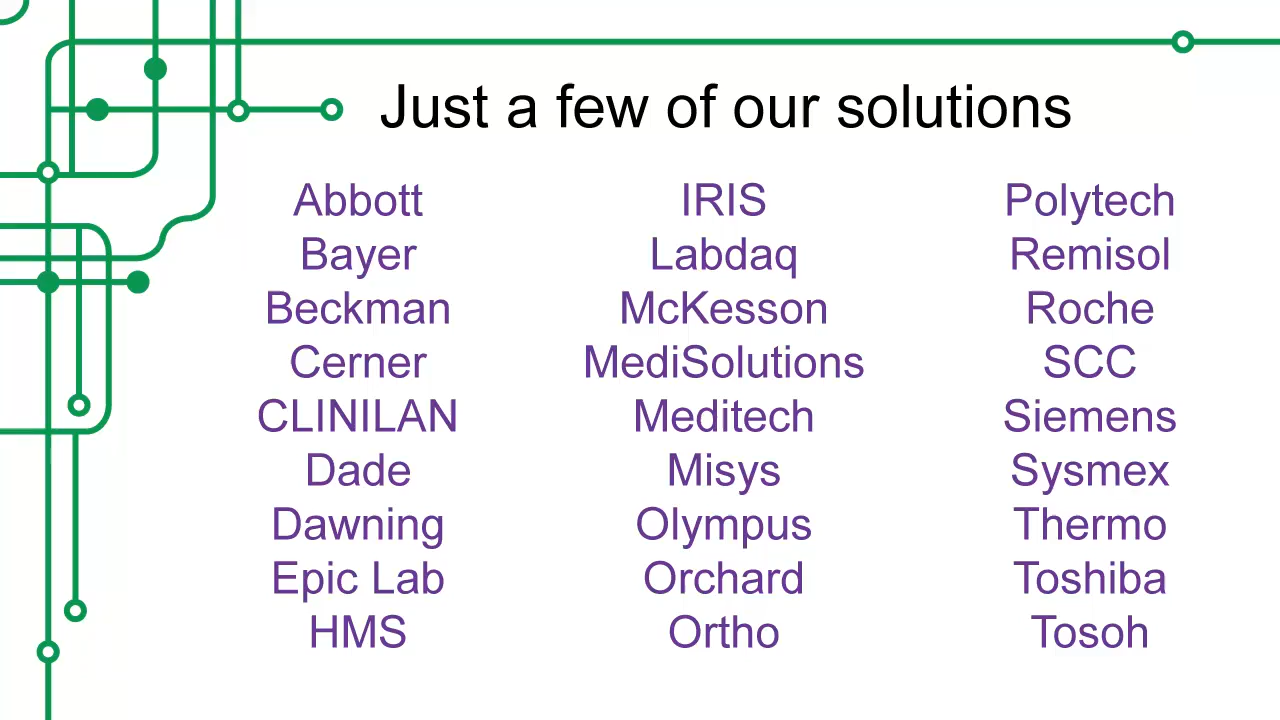 Just a few of our solutions
Abbott
Bayer
Beckman
Cerner
CLINILAN
Dade
Dawning
Epic Lab
HMS
IRIS
Labdaq
McKesson
MediSolutions
Meditech
Misys
Olympus
Orchard
Ortho
Polytech
Remisol
Roche
SCC
Siemens
Sysmex
Thermo
Toshiba
Tosoh